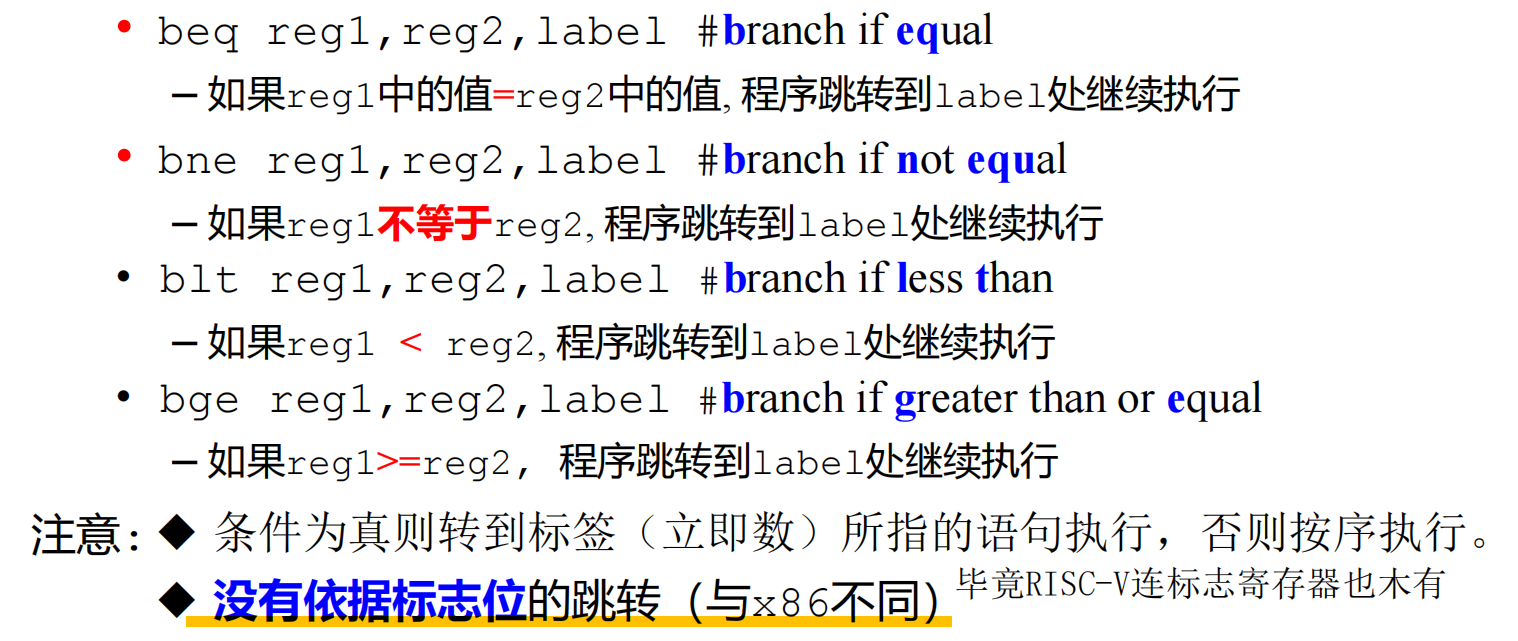 • beq reg1,reg2,label #branch if equal
– 如果reg1中的值=reg2中的值, 程序跳转到label处继续执行
• bne reg1,reg2,label #branch if not equal
– 如果reg1不等于reg2, 程序跳转到label处继续执行
• blt reg1,reg2,label #branch if less than
– 如果reg1 < reg2, 程序跳转到label处继续执行
• bge reg1,reg2,label #branch if greater than or equal
– 如果reg1>=reg2, 程序跳转到label处继续执行
注意: ◆ 条件为真则转到标签（立即数）所指的语句执行，否则按序执行。
◆ 没有依据标志位的跳转（与x86不同）毕竟RISC-V连标志寄存器也木有